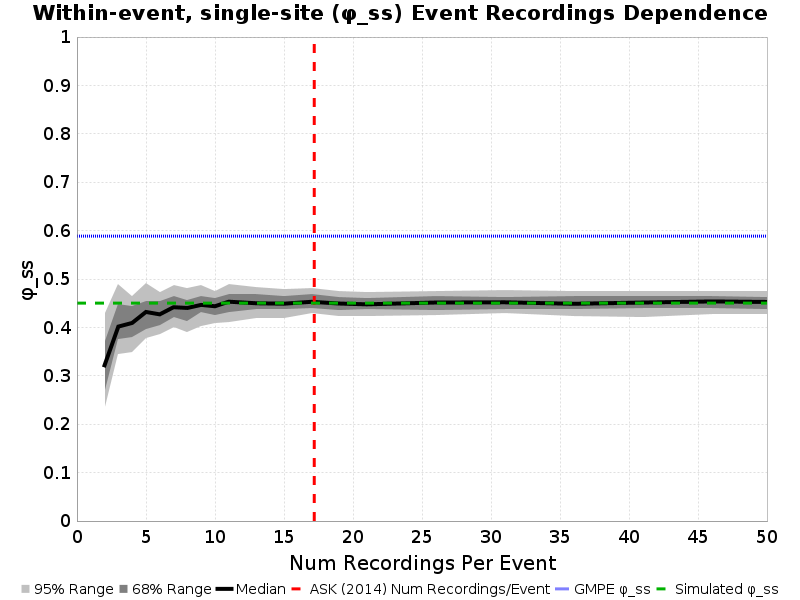 Within-event, single-site (φ_ss) Event Recordings Dependence
1
0.9
0.8
0.7
0.6
0.5
0.4
0.3
0.2
0.1
0
φ_ss
0 5 10 15 20 25 30 35 40 45 50
Num Recordings Per Event
95% Range 68% Range Median ASK (2014) Num Recordings/Event GMPE φ_ss Simulated φ_ss